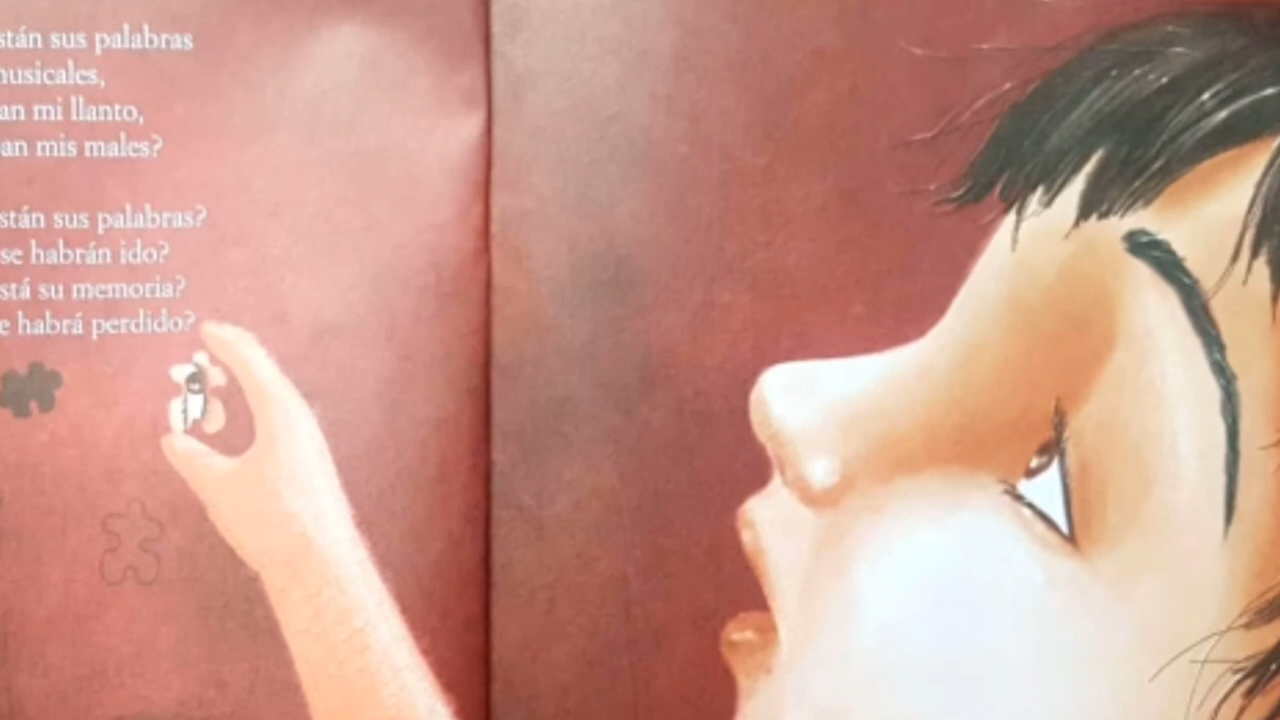 stán sus palabras
usicales,
an mi llanto,
an mis males?
stán sus palabras?
se habrán ido?
stá su memoria?
e habrá perdido?